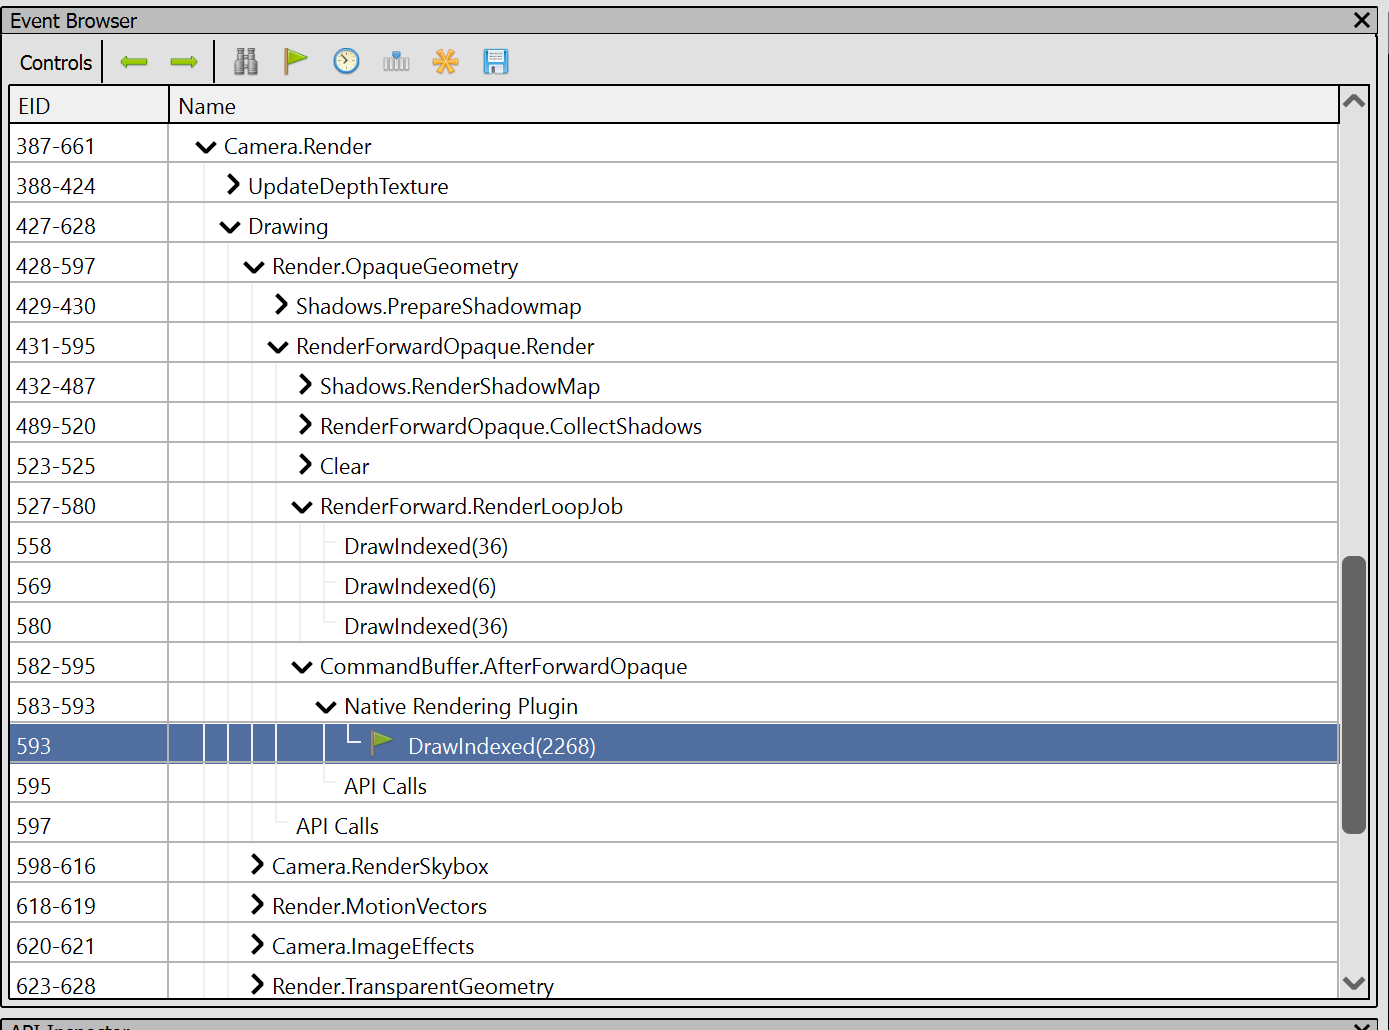 Event Browser
Controls
EID Name
387-661 Camera.Render
388-424 UpdateDepthTexture
427-628 Drawing
428-597 Render.OpaqueGeometry
429-430 Shadows.PrepareShadowmap
431-595 RenderForwardOpaque.Render
432-487 Shadows.RenderShadowMap
489-520 RenderForwardOpaque.CollectShadows
523-525 Clear
527-580 RenderForward.RenderLoopJob
558 DrawIndexed(36)
569 DrawIndexed(6)
580 DrawIndexed(36)
582-595 CommandBuffer.AfterForwardOpaque
583-593 Native Rendering Plugin
593 DrawIndexed(2268)
595 API Calls
597 API Calls
598-616 Camera.RenderSkybox
618-619 Render.MotionVectors
620-621 Camera.ImageEffects
623-628 Render.TransparentGeometry
API Inspector